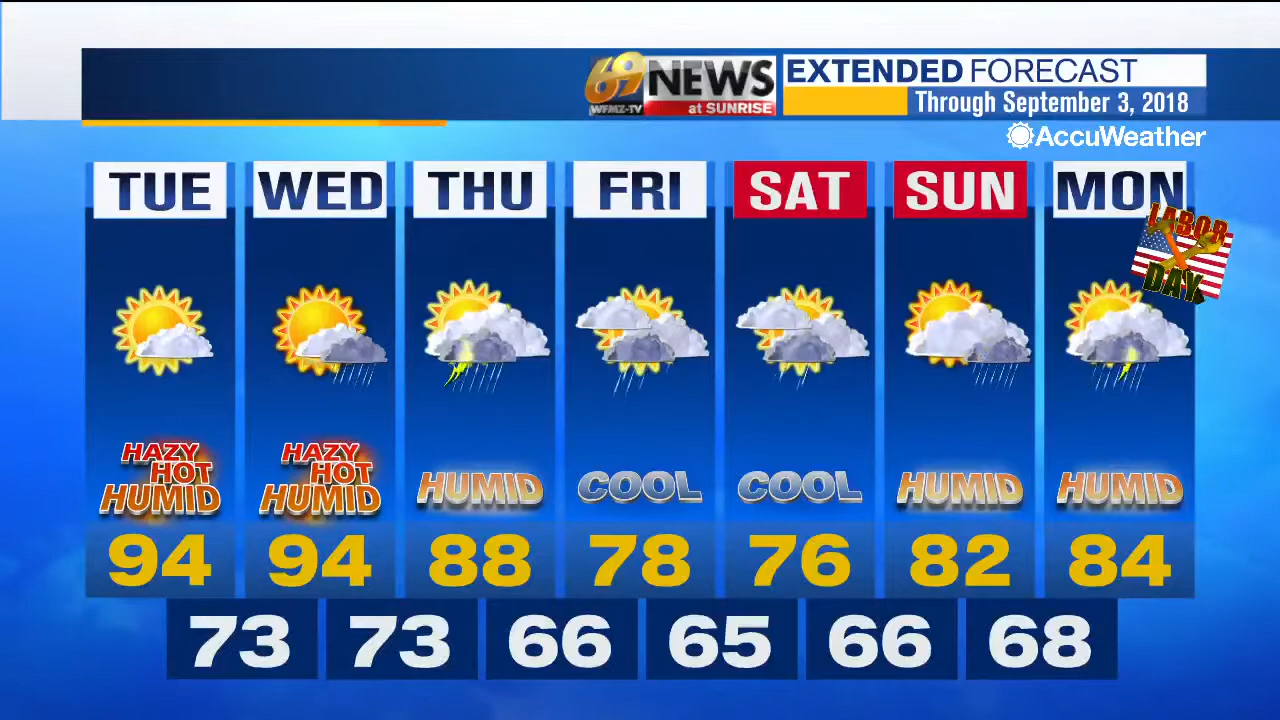 69 NEWS
WFMZ-TV at SUNRISE
EXTENDED FORECAST
Through September 3, 2018
AccuWeather
TUE WED THU FRI SAT SUN MON
LABOR
DAY
HAZY HOT HUMID
HAZY HOT HUMID
HUMID
COOL
COOL
HUMID
HUMID
94 94 88 78 76 82 84
73 73 66 65 66 68